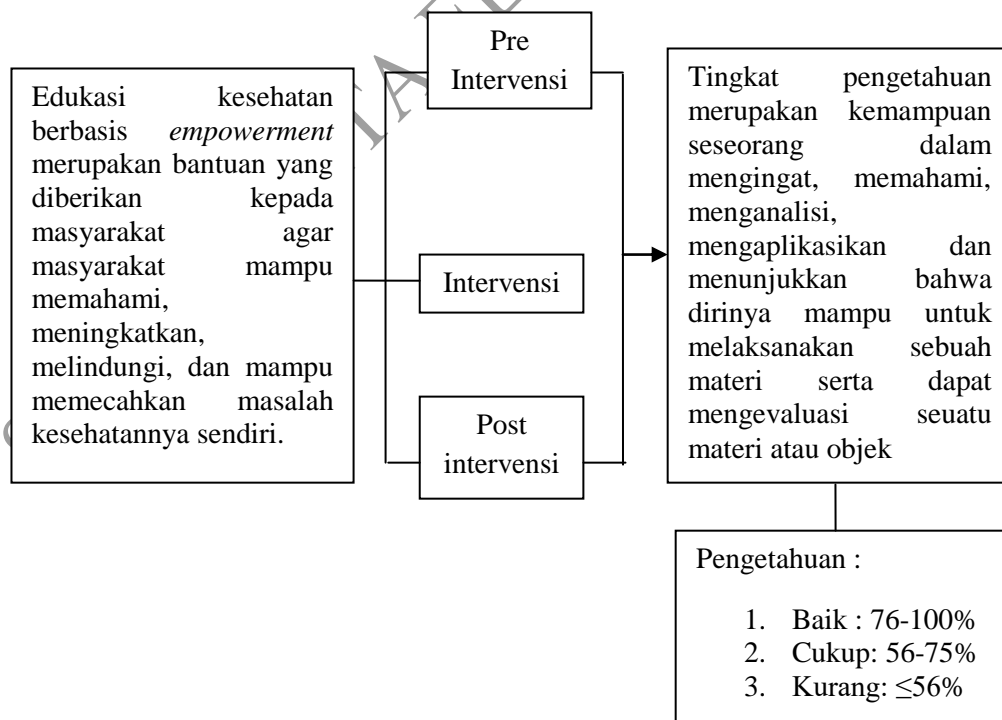 Edukasi kesehatan
berbasis empowerment
merupakan bantuan yang
diberikan kepada
masyarakat agar
masyarakat mampu
memahami,
meningkatkan,
melindungi, dan mampu
memecahkan masalah
kesehatannya sendiri.
Pre
Intervensi
Intervensi
Post
intervensi
Tingkat pengetahuan
merupakan kemampuan
seseorang dalam
mengingat, memahami,
menganalisi,
mengaplikasikan dan
menunjukkan bahwa
dirinya mampu untuk
melaksanakan sebuah
materi serta dapat
mengevaluasi seuatu
materi atau objek
Pengetahuan :
1. Baik : 76-100%
2. Cukup: 56-75%
3. Kurang: ≤56%